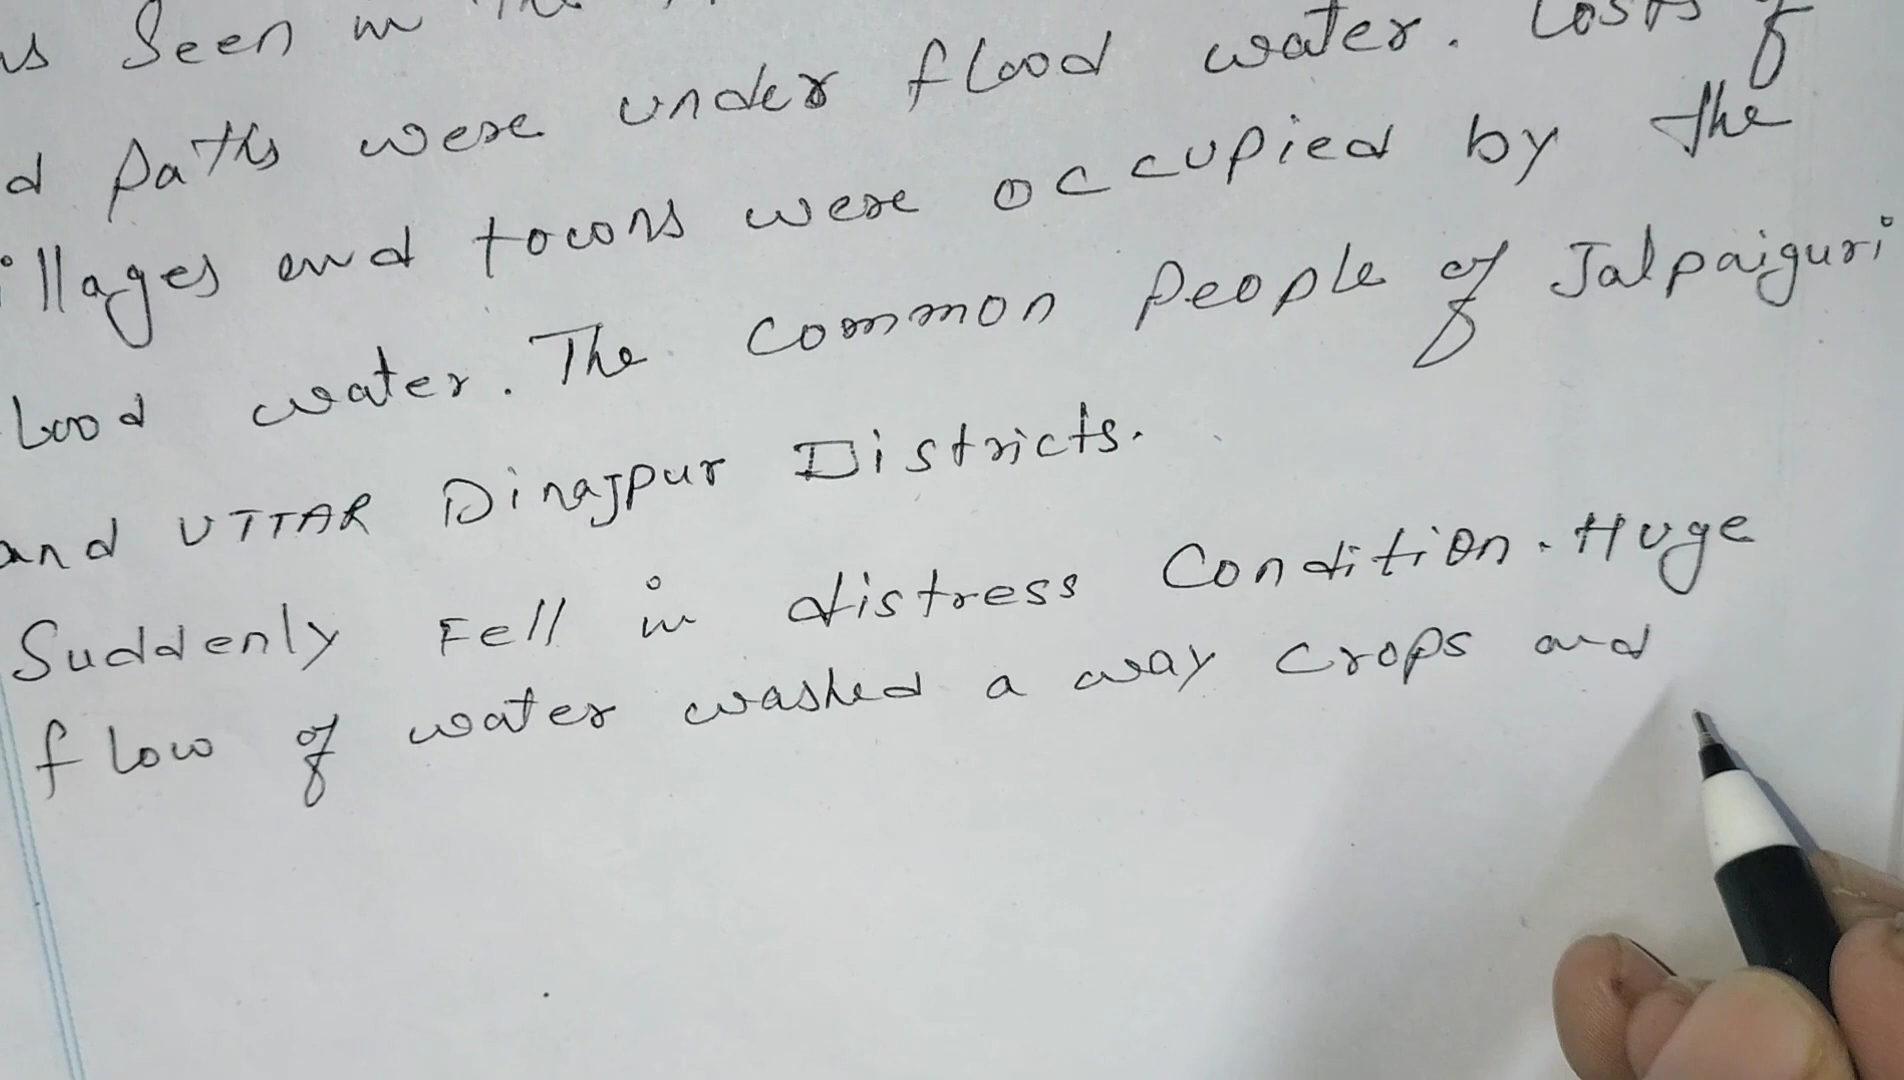 Seen in
d paths were under flood water. Losts of
illages and towns were occupied by the
lood water. The common people of Jalpaiguri
and UTTAR Dinajpur Districts.
Suddenly Fell in distress Condition. Huge
flow of water washed a way crops and